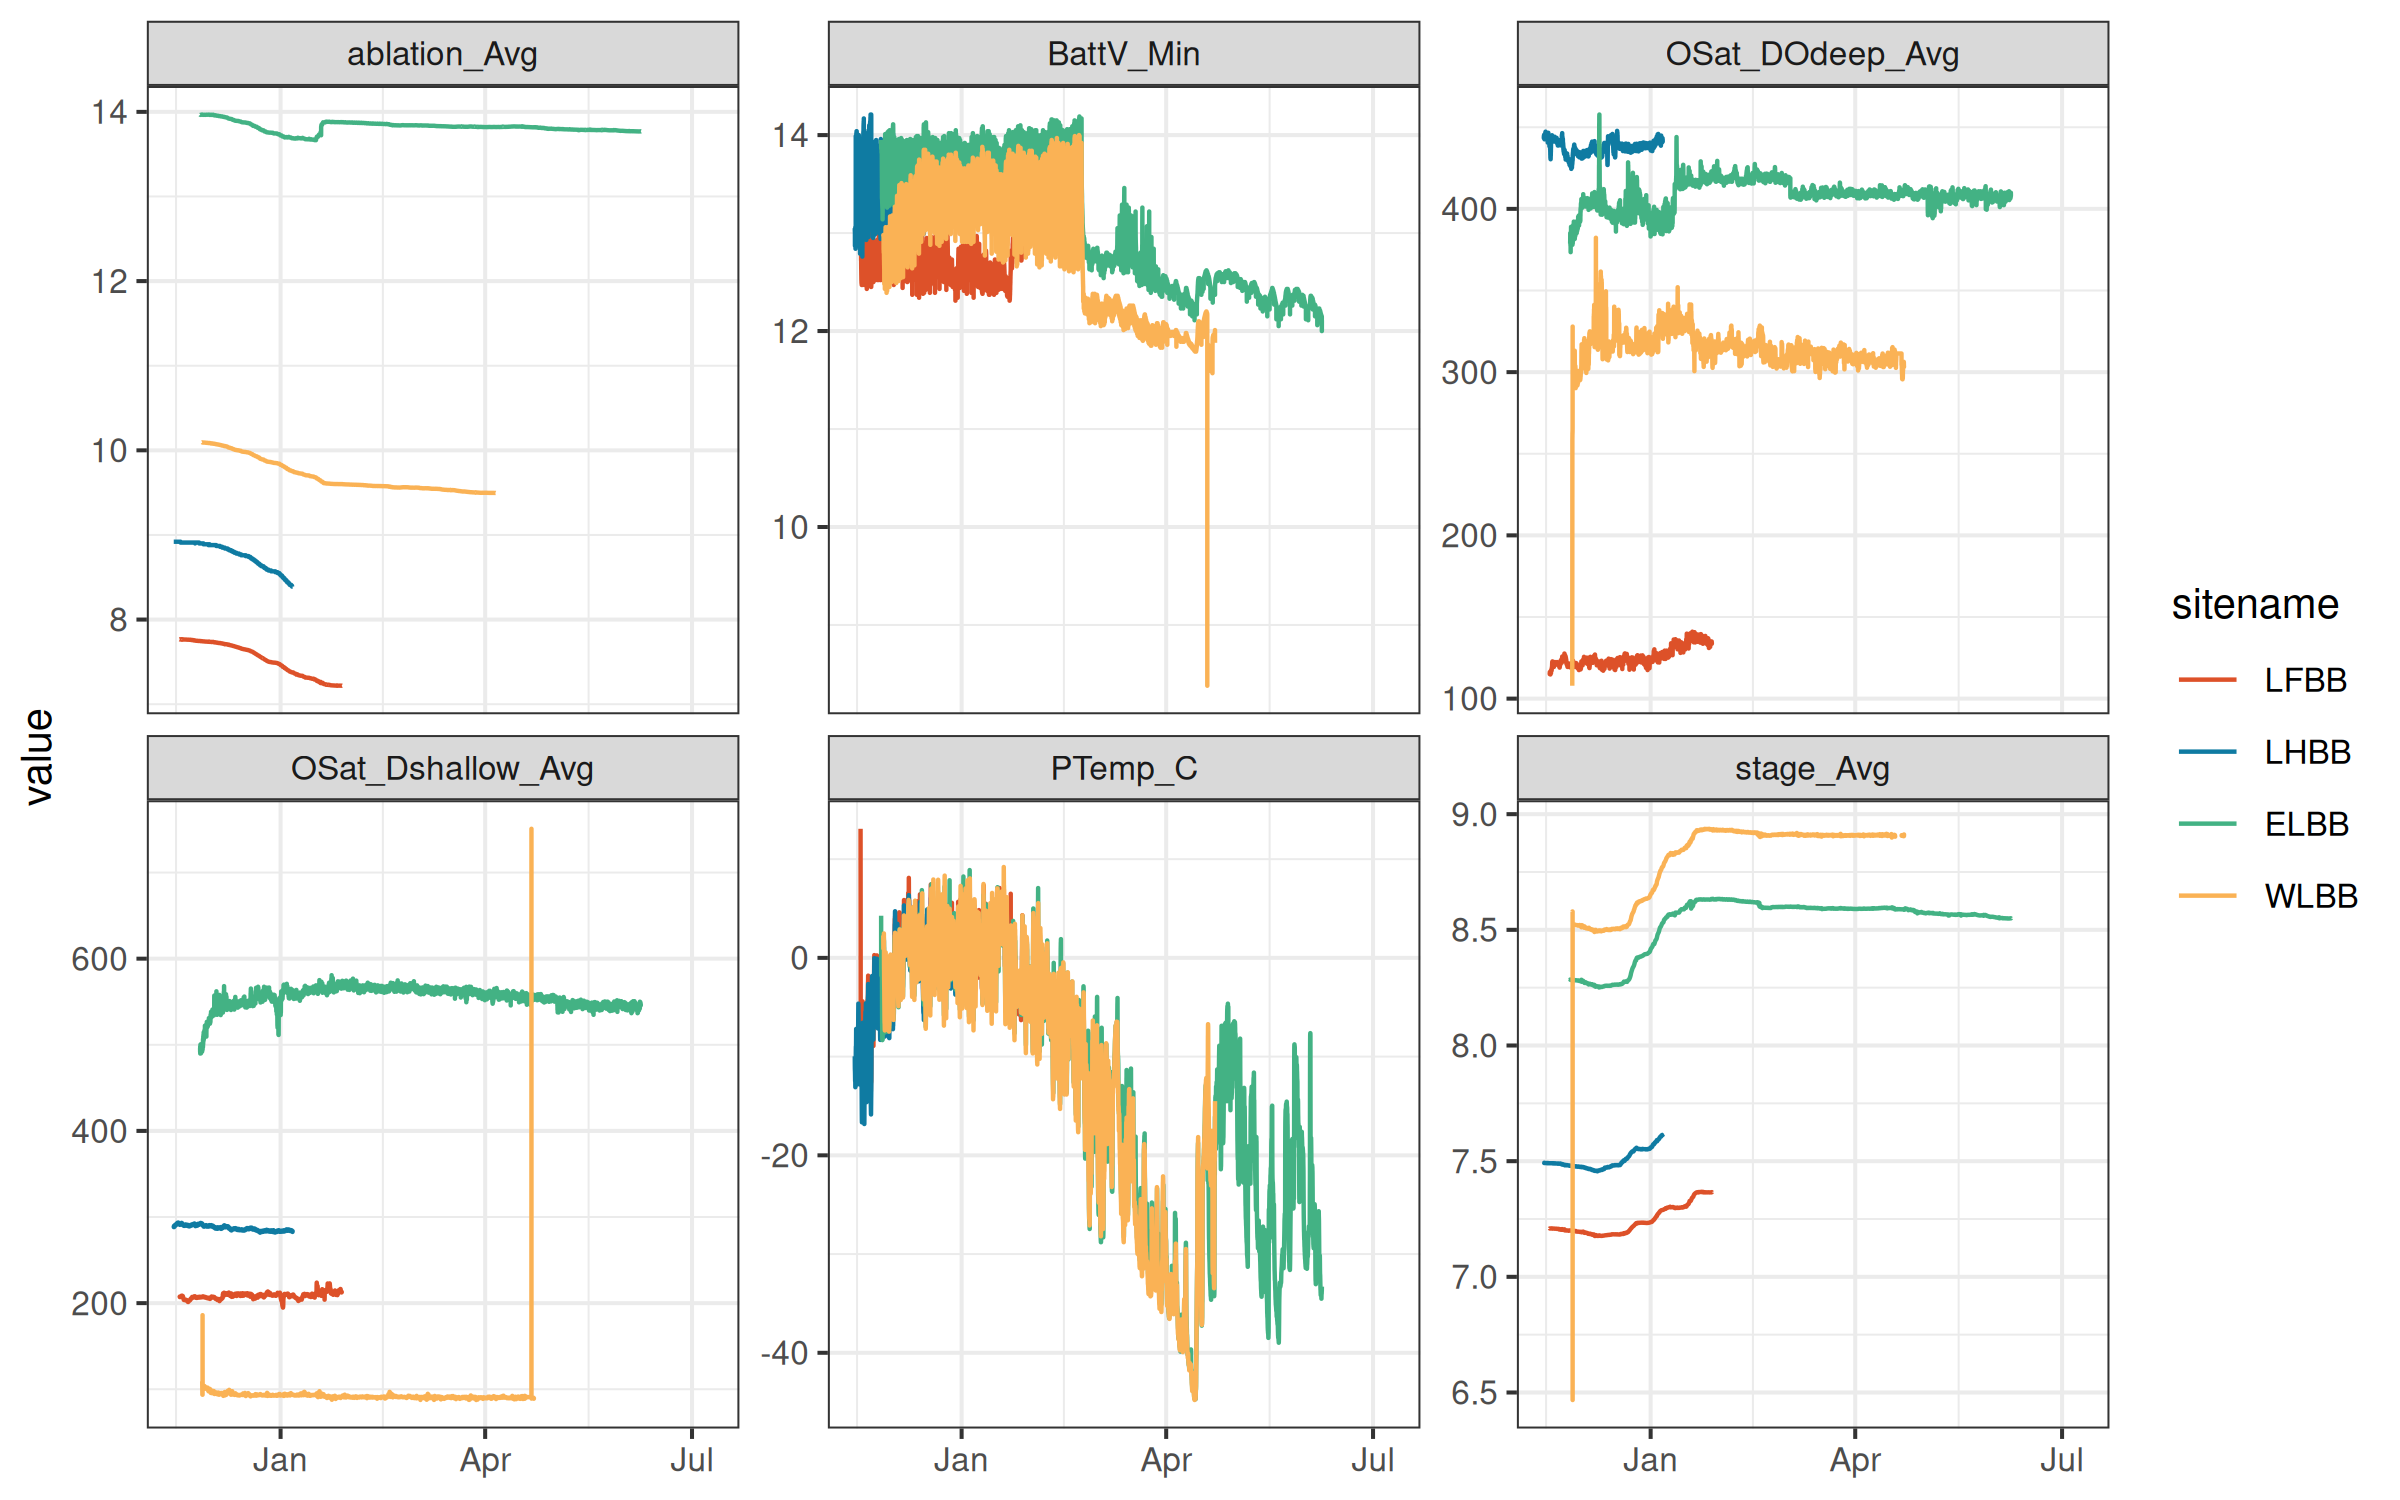 ablation_Avg
BattV_Min
OSat_DOdeep_Avg
14
12
10
8
14
12
10
400
300
200
100
value
OSat_Dshallow_Avg
PTemp_C
stage_Avg
600
400
200
0
-20
-40
9.0
8.5
8.0
7.5
7.0
6.5
Jan Apr Jul
Jan Apr Jul
Jan Apr Jul
sitename
LFBB
LHBB
ELBB
WLBB